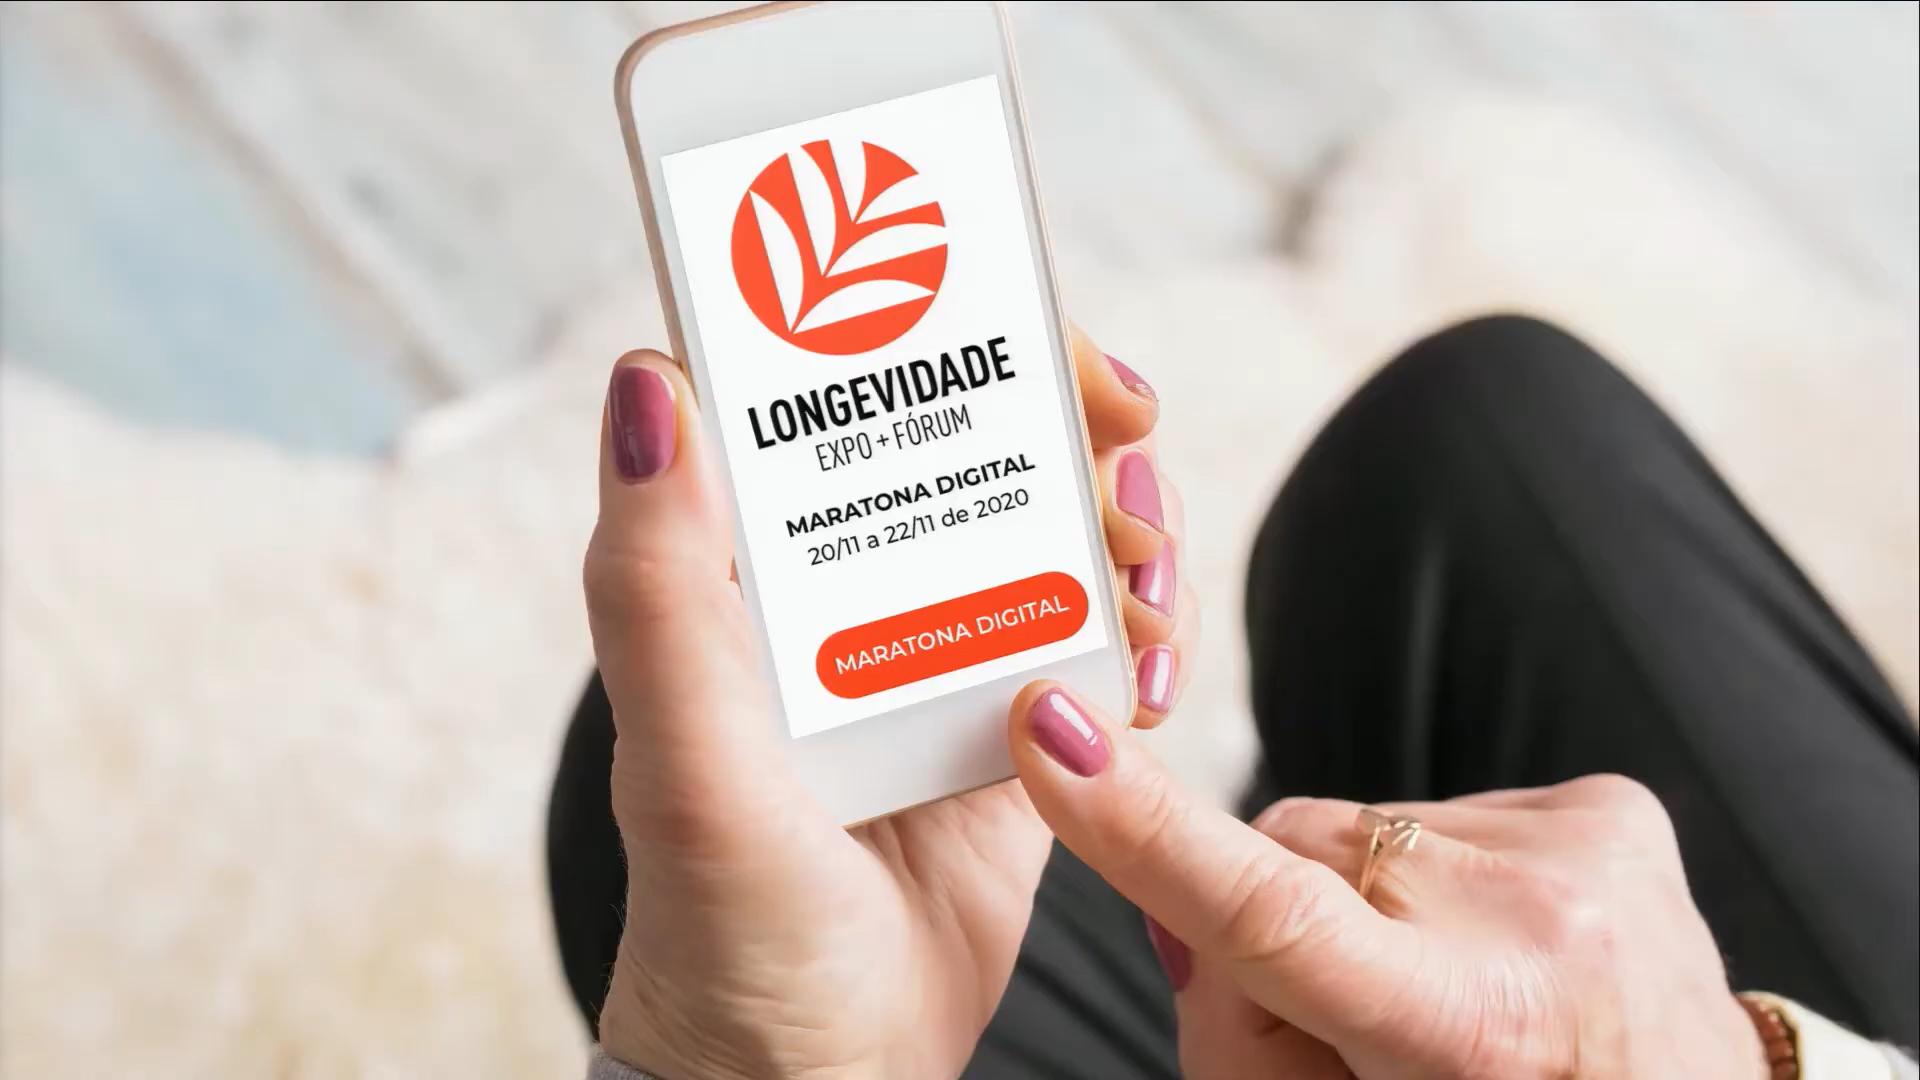 LONGEVIDADE
EXPO + FÓRUM
MARATONA DIGITAL
20/11 a 22/11 de 2020
MARATONA DIGITAL